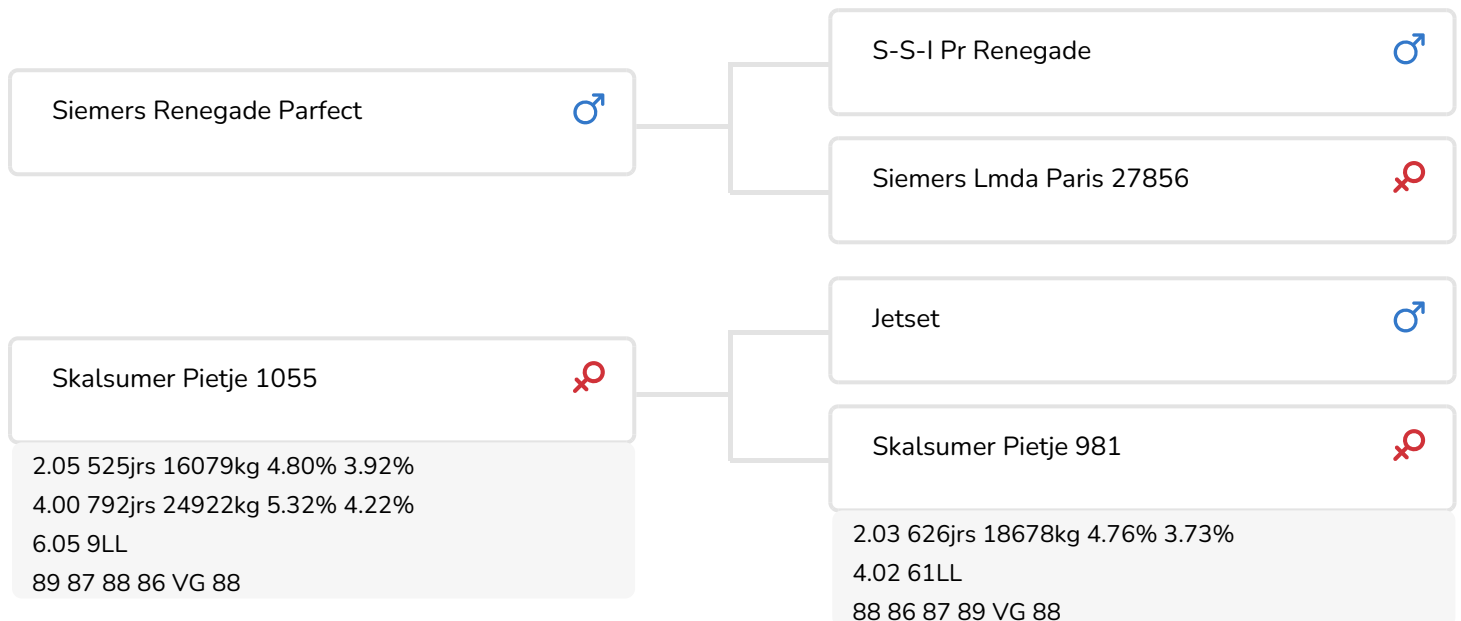 S-S-I Pr Renegade
Siemers Renegade Parfect
Siemers Lmda Paris 27856
Jetset
Skalsumer Pietje 1055
2.05 525jrs 16079kg 4.80% 3.92%
4.00 792jrs 24922kg 5.32% 4.22%
6.05 9LL
89 87 88 86 VG 88
Skalsumer Pietje 981
2.03 626jrs 18678kg 4.76% 3.73%
4.02 61LL
88 86 87 89 VG 88